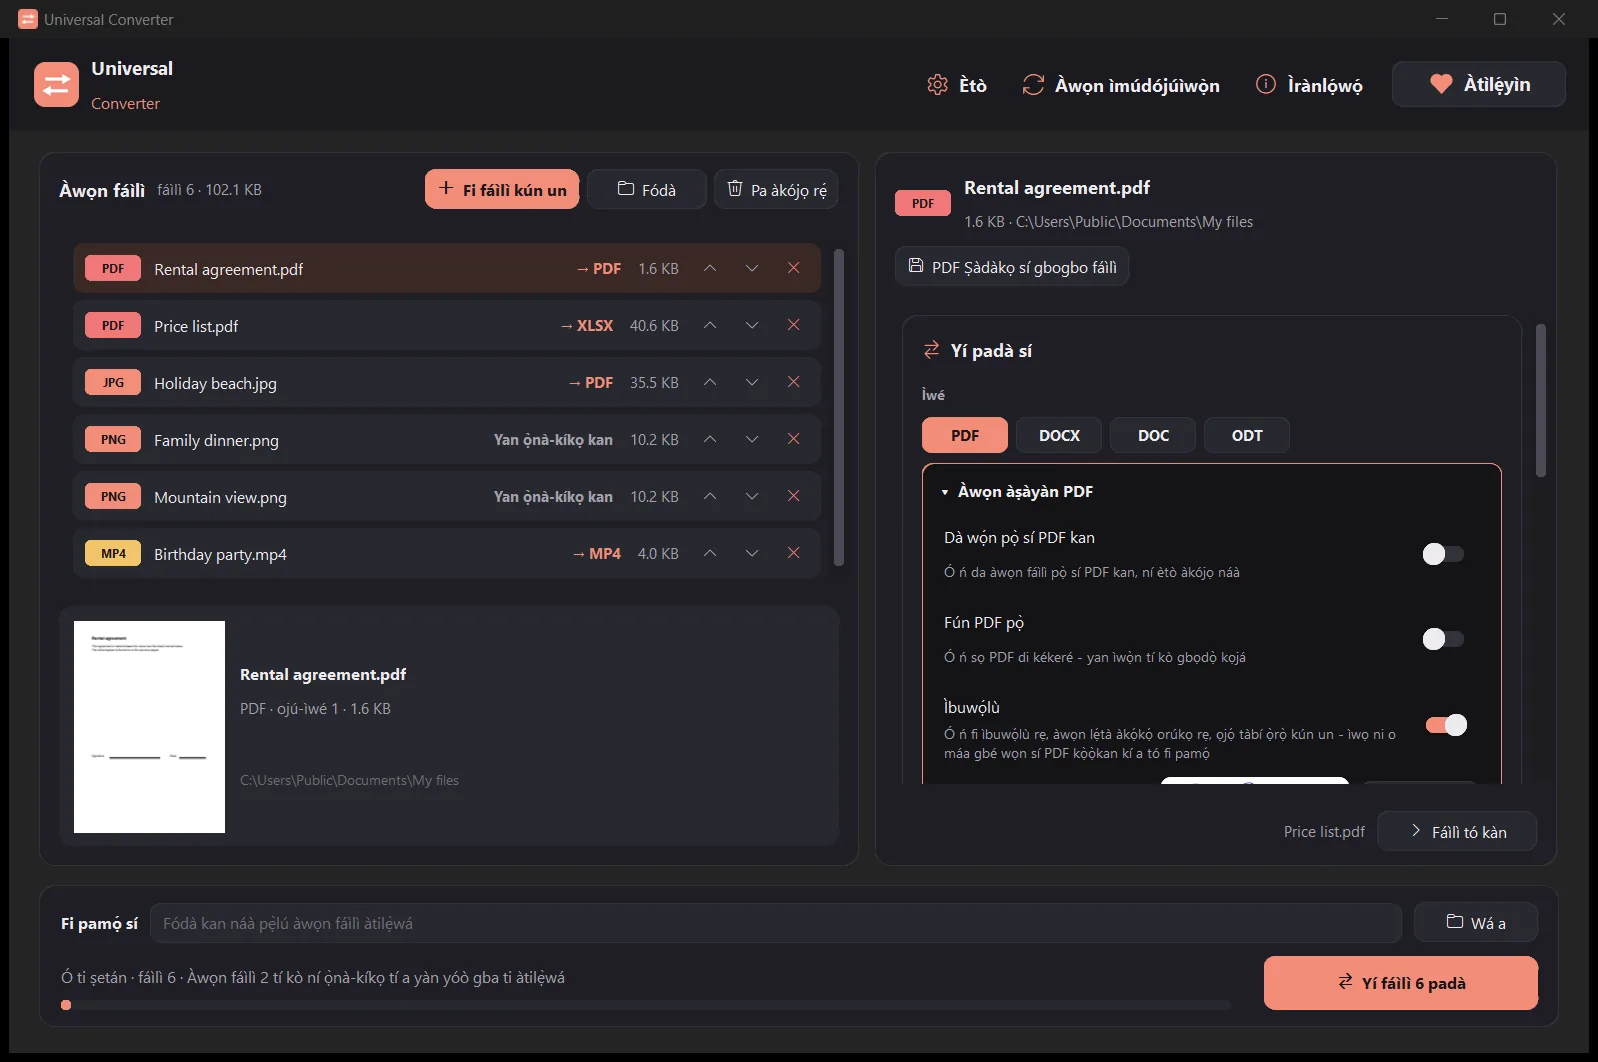 Universal Converter
Universal
Converter
Ètò
Àwọn ìmúdójúìwọ̀n
Ìrànlọ́wọ́
Àtìlẹ́yìn
Àwọn fáìlì
fáìlì 6 · 102.1 KB
Fi fáìlì kún un
Fódà
Pa àkójọ rẹ́
PDF
Rental agreement.pdf
→ PDF
1.6 KB
PDF
Price list.pdf
→ XLSX
40.6 KB
JPG
Holiday beach.jpg
→ PDF
35.5 KB
PNG
Family dinner.png
Yan ọ̀nà-kíkọ kan
10.2 KB
PNG
Mountain view.png
Yan ọ̀nà-kíkọ kan
10.2 KB
MP4
Birthday party.mp4
→ MP4
4.0 KB
Rental agreement.pdf
PDF · ojú-ìwé 1 · 1.6 KB
C:\Users\Public\Documents\My files
PDF
Rental agreement.pdf
1.6 KB · C:\Users\Public\Documents\My files
PDF Ṣàdàkọ sí gbogbo fáìlì
Yí padà sí
Ìwé
PDF
DOCX
DOC
ODT
Àwọn àṣàyàn PDF
Dà wọ́n pọ̀ sí PDF kan
Ó ń da àwọn fáìlì pọ̀ sí PDF kan, ní ètò àkójọ náà
Fún PDF pọ̀
Ó ń sọ PDF di kékeré - yan ìwọ̀n tí kò gbọdọ̀ kọjá
Ìbuwọ́lù
Ó ń fi ìbuwọ́lù rẹ, àwọn lẹ́tà àkọ́kọ́ orúkọ rẹ, ọjọ́ tàbí ọ̀rọ̀ kún un - ìwọ ni o
máa gbé wọn sí PDF kọ̀ọ̀kan kí a tó fi pamọ́
Price list.pdf
Fáìlì tó kàn
Fi pamọ́ sí
Fódà kan náà pẹ̀lú àwọn fáìlì àtilẹ̀wá
Wá a
Ó ti ṣetán · fáìlì 6 · Àwọn fáìlì 2 tí kò ní ọ̀nà-kíkọ tí a yàn yóò gba ti àtilẹ̀wá
Yí fáìlì 6 padà